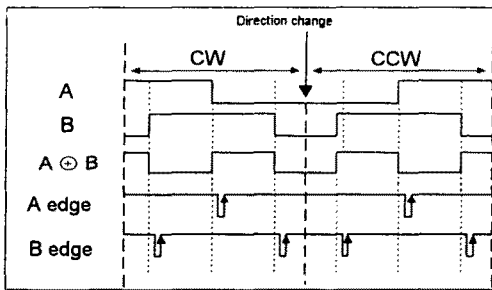 Direction change
CW
CCW
A
B
A ⊕ B
A edge
B edge